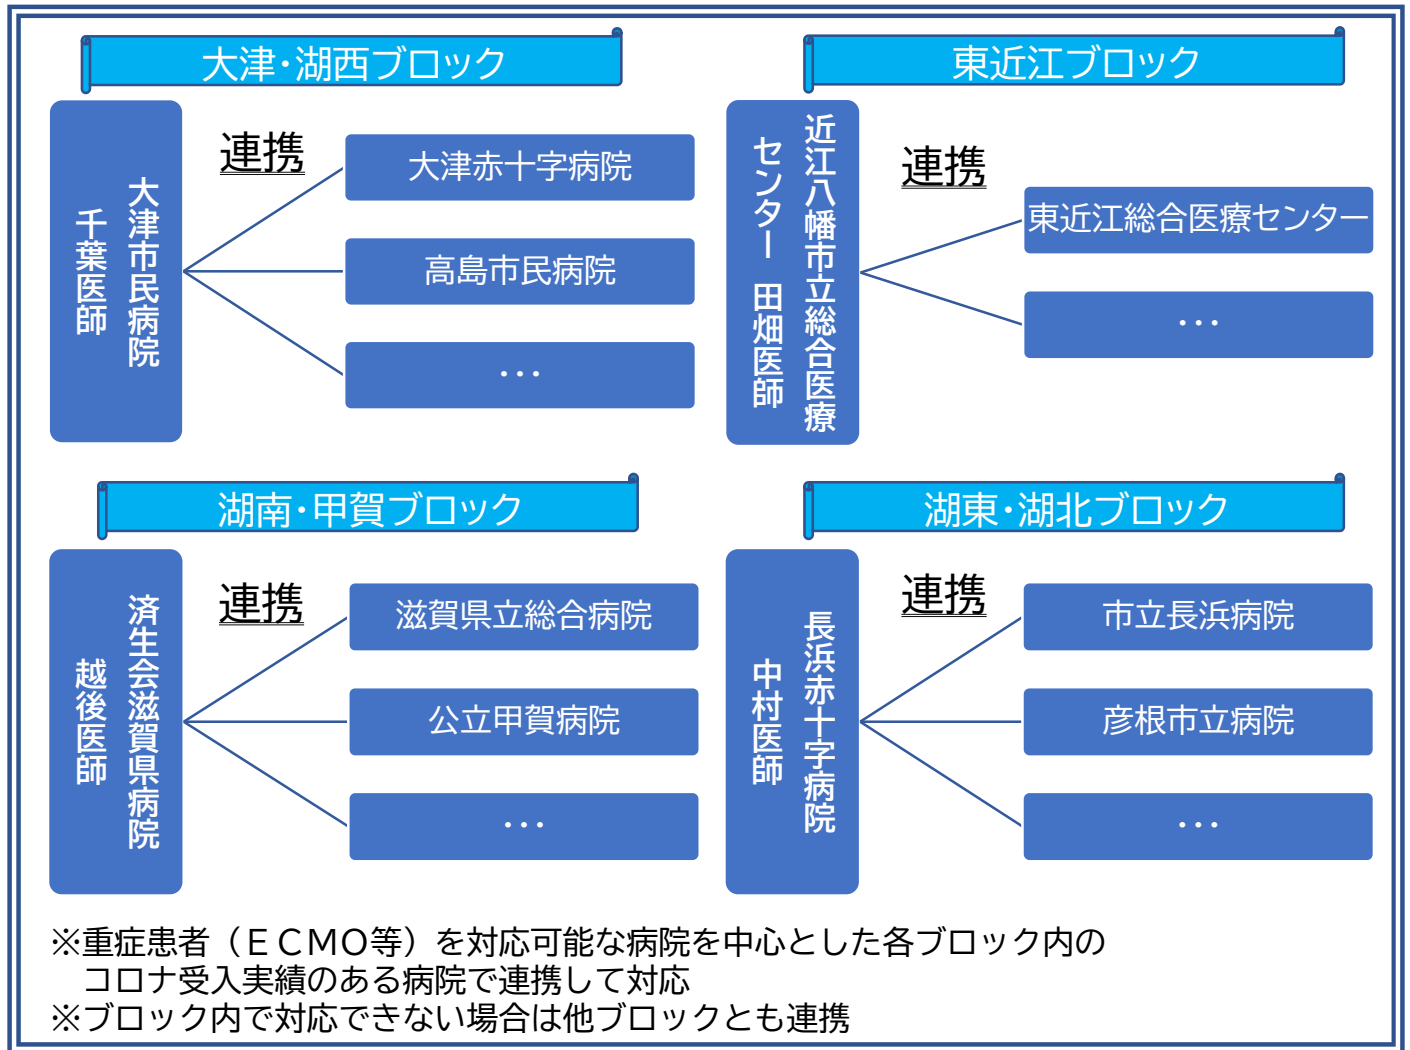 大津・湖西ブロック
大津市民病院
千葉医師
連携
大津赤十字病院
高島市民病院
・・・
東近江ブロック
近江八幡市立総合医療
センター 田畑医師
連携
東近江総合医療センター
・・・
湖南・甲賀ブロック
済生会滋賀県病院
越後医師
連携
滋賀県立総合病院
公立甲賀病院
・・・
湖東・湖北ブロック
長浜赤十字病院
中村医師
連携
市立長浜病院
彦根市立病院
・・・
※重症患者（ＥＣＭＯ等）を対応可能な病院を中心とした各ブロック内の
コロナ受入実績のある病院で連携して対応
※ブロック内で対応できない場合は他ブロックとも連携